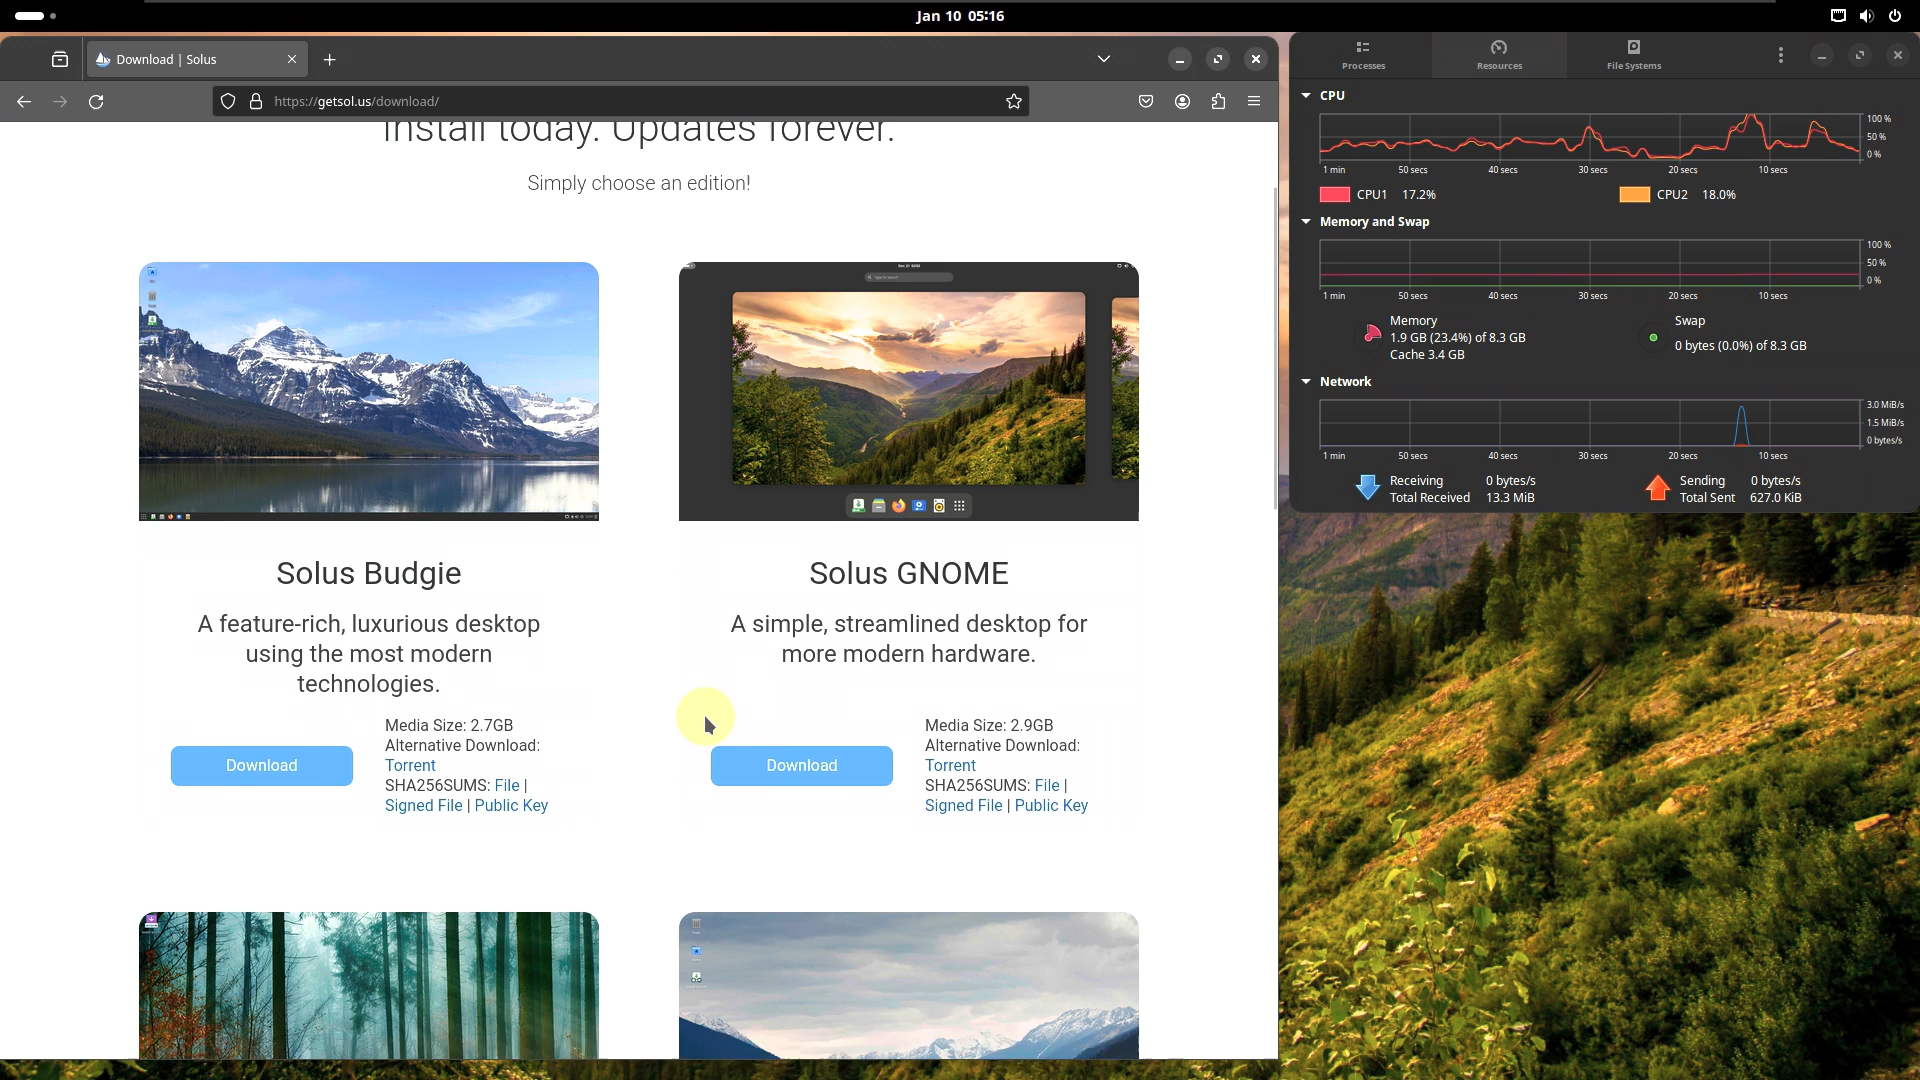 Jan 10 05:16
Download | Solus
https://getsol.us/download/
Install today. Updates forever.
Simply choose an edition!
Solus Budgie
A feature-rich, luxurious desktop
using the most modern
technologies.
Download
Media Size: 2.7GB
Alternative Download:
Torrent
SHA256SUMS: File |
Signed File | Public Key
Solus GNOME
A simple, streamlined desktop for
more modern hardware.
Download
Media Size: 2.9GB
Alternative Download:
Torrent
SHA256SUMS: File |
Signed File | Public Key
Processes
Resources
File Systems
CPU
100 %
50 %
0 %
1 min 50 secs 40 secs 30 secs 20 secs 10 secs
CPU1 17.2%
CPU2 18.0%
Memory and Swap
100 %
50 %
0 %
1 min 50 secs 40 secs 30 secs 20 secs 10 secs
Memory
1.9 GB (23.4%) of 8.3 GB
Cache 3.4 GB
Swap
0 bytes (0.0%) of 8.3 GB
Network
3.0 MiB/s
1.5 MiB/s
0 bytes/s
1 min 50 secs 40 secs 30 secs 20 secs 10 secs
Receiving 0 bytes/s
Total Received 13.3 MiB
Sending 0 bytes/s
Total Sent 627.0 KiB